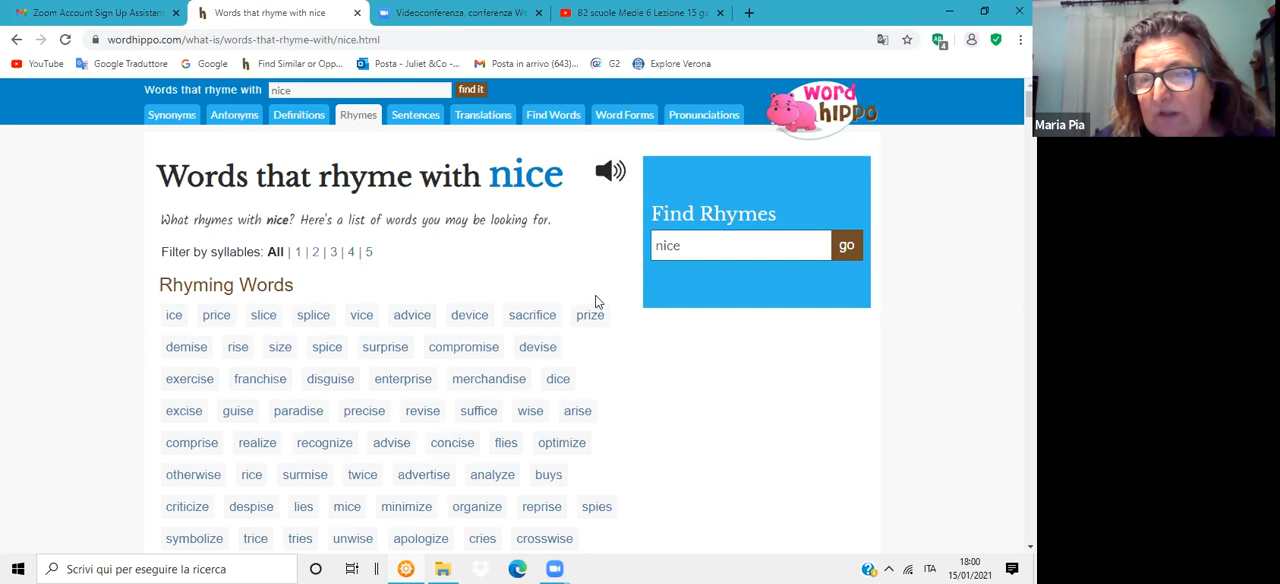 Zoom Account Sign Up Assistant
Words that rhyme with nice
Videoconferenza, conferenza We
B2 scuole Medie 6 Lezione 15 ge
wordhippo.com/what-is/words-that-rhyme-with/nice.html
4
YouTube
Google Traduttore
Google
Find Similar or Opp...
Posta - Juliet &Co -...
Posta in arrivo (643)...
G2
Explore Verona
Words that rhyme with nice find it
Synonyms Antonyms Definitions Rhymes Sentences Translations Find Words Word Forms Pronunciations
word
hippo
Maria Pia
Words that rhyme with nice
What rhymes with nice? Here's a list of words you may be looking for.
Filter by syllables: All | 1 | 2 | 3 | 4 | 5
Find Rhymes
nice go
Rhyming Words
ice price slice splice vice advice device sacrifice prize
demise rise size spice surprise compromise devise
exercise franchise disguise enterprise merchandise dice
excise guise paradise precise revise suffice wise arise
comprise realize recognize advise concise flies optimize
otherwise rice surmise twice advertise analyze buys
criticize despise lies mice minimize organize reprise spies
symbolize trice tries unwise apologize cries crosswise
Scrivi qui per eseguire la ricerca
ITA
18:00
15/01/2021